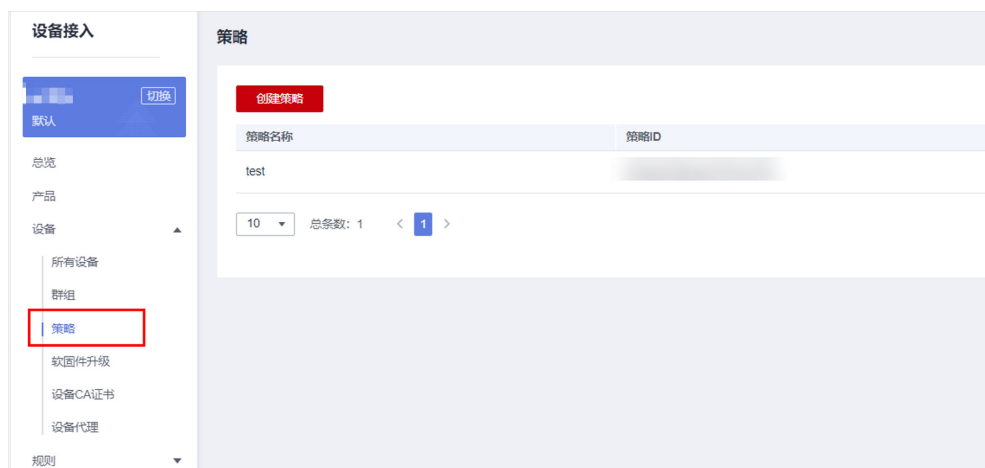 设备接入
切换
默认
总览
产品
设备
所有设备
群组
策略
软固件升级
设备CA证书
设备代理
规则
策略
创建策略
策略名称 策略ID
test
10 总条数: 1 < 1 >